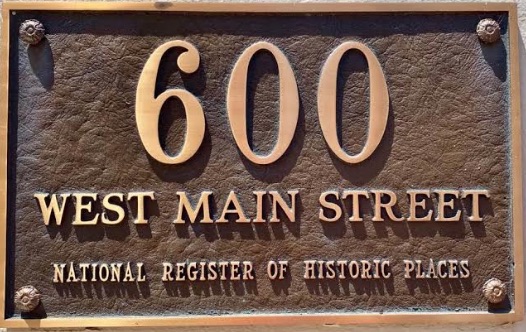 600
WEST MAIN STREET
NATIONAL REGISTER OF HISTORIC PLACES